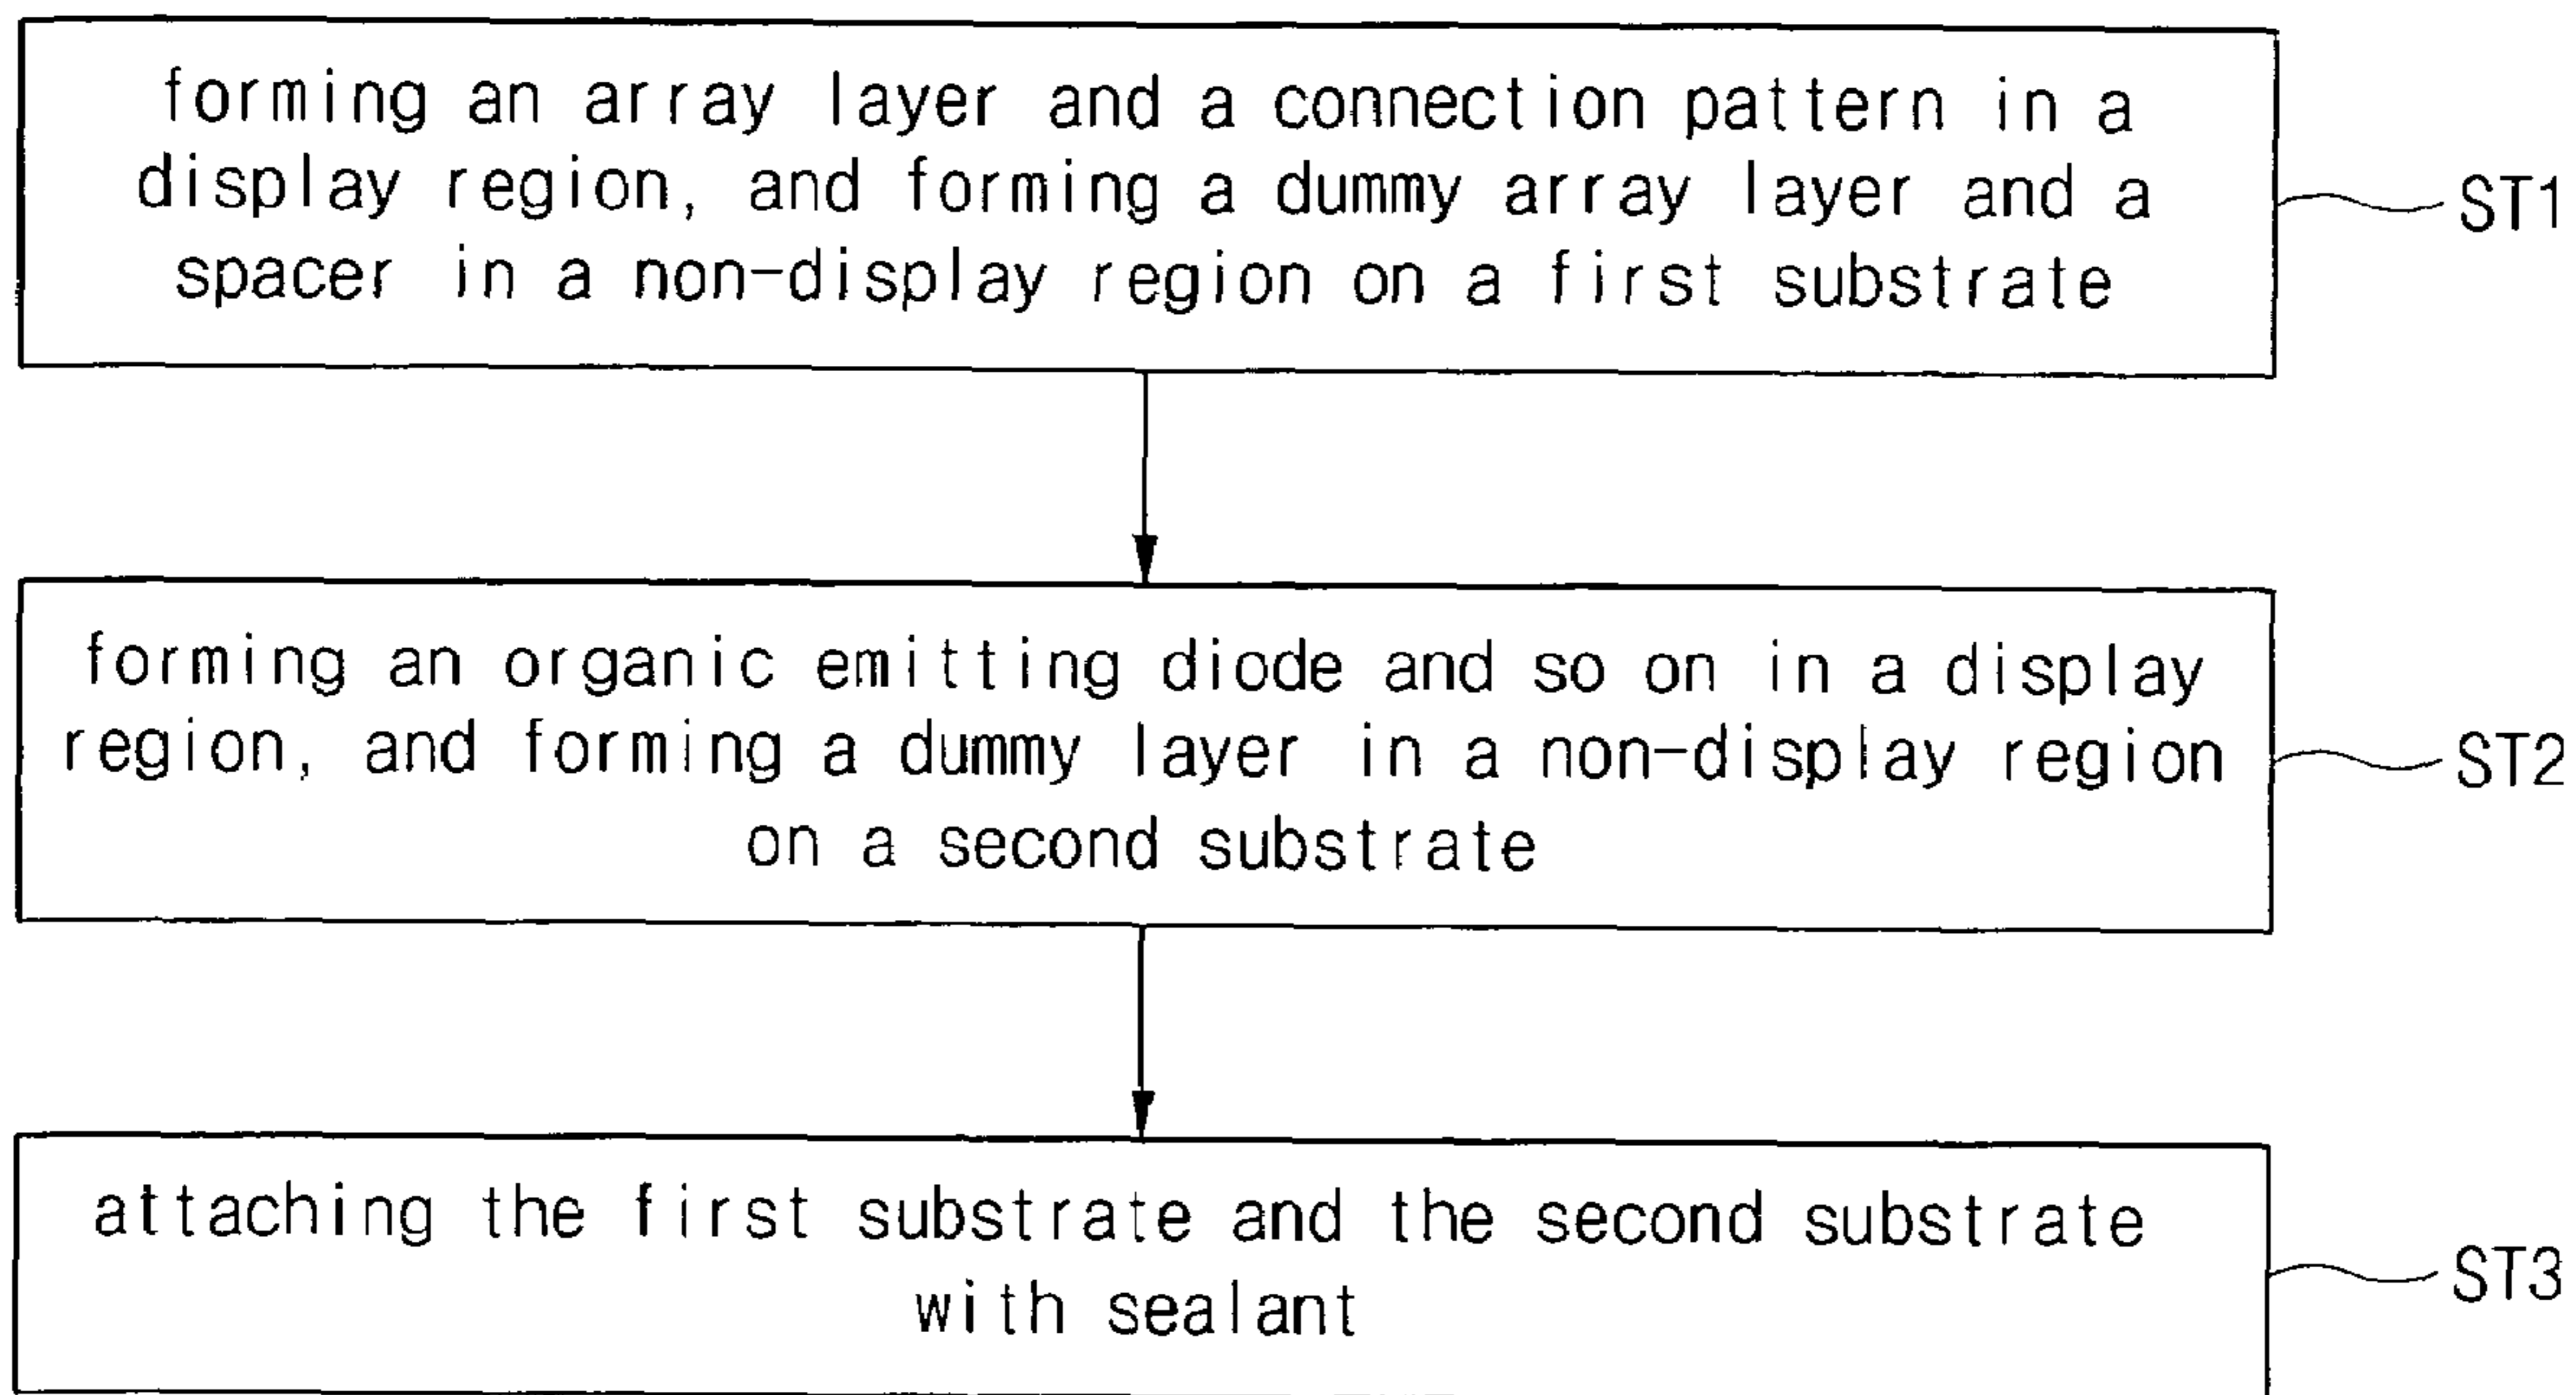 forming an array layer and a connection pattern in a
display region, and forming a dummy array layer and a
spacer in a non-display region on a first substrate
ST1
forming an organic emitting diode and so on in a display
region, and forming a dummy layer in a non-display region
on a second substrate
ST2
attaching the first substrate and the second substrate
with sealant
ST3